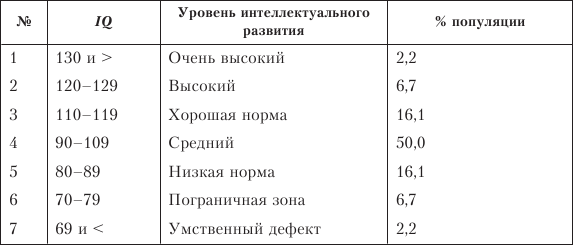 № IQ Уровень интеллектуального развития % популяции
1 130 и > Очень высокий 2,2
2 120–129 Высокий 6,7
3 110–119 Хорошая норма 16,1
4 90–109 Средний 50,0
5 80–89 Низкая норма 16,1
6 70–79 Пограничная зона 6,7
7 69 и < Умственный дефект 2,2